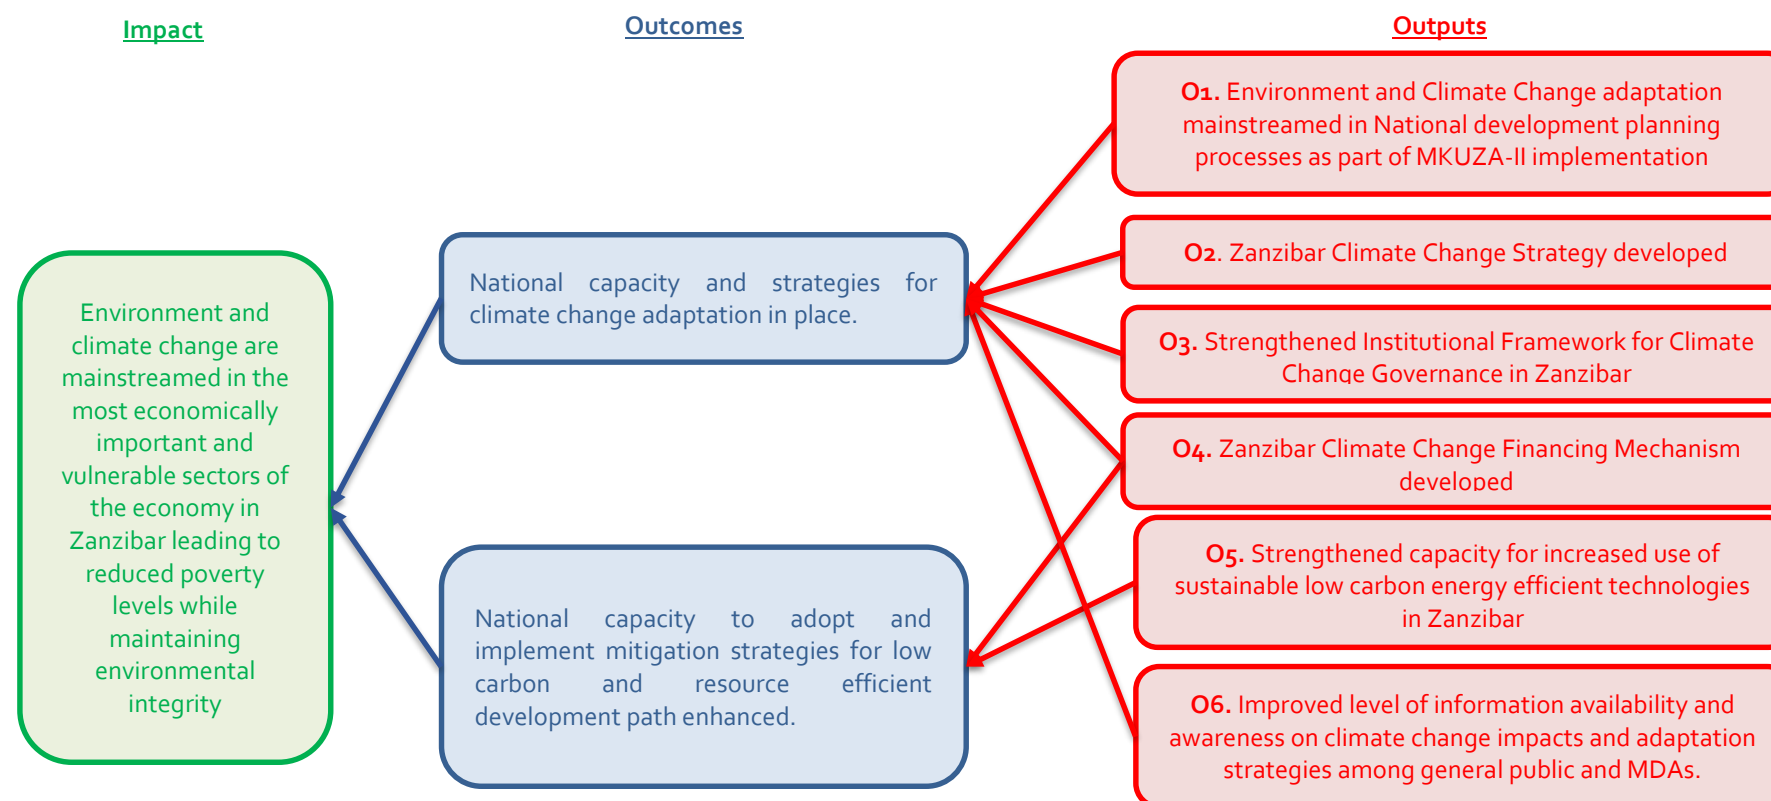 Impact
Outcomes
Outputs
Environment and
climate change are
mainstreamed in the
most economically
important and
vulnerable sectors of
the economy in
Zanzibar leading to
reduced poverty
levels while
maintaining
environmental
integrity
National capacity and strategies for
climate change adaptation in place.
National capacity to adopt and
implement mitigation strategies for low
carbon and resource efficient
development path enhanced.
O1. Environment and Climate Change adaptation
mainstreamed in National development planning
processes as part of MKUZA-II implementation
O2. Zanzibar Climate Change Strategy developed
O3. Strengthened Institutional Framework for Climate
Change Governance in Zanzibar
O4. Zanzibar Climate Change Financing Mechanism
developed
O5. Strengthened capacity for increased use of
sustainable low carbon energy efficient technologies
in Zanzibar
O6. Improved level of information availability and
awareness on climate change impacts and adaptation
strategies among general public and MDAs.